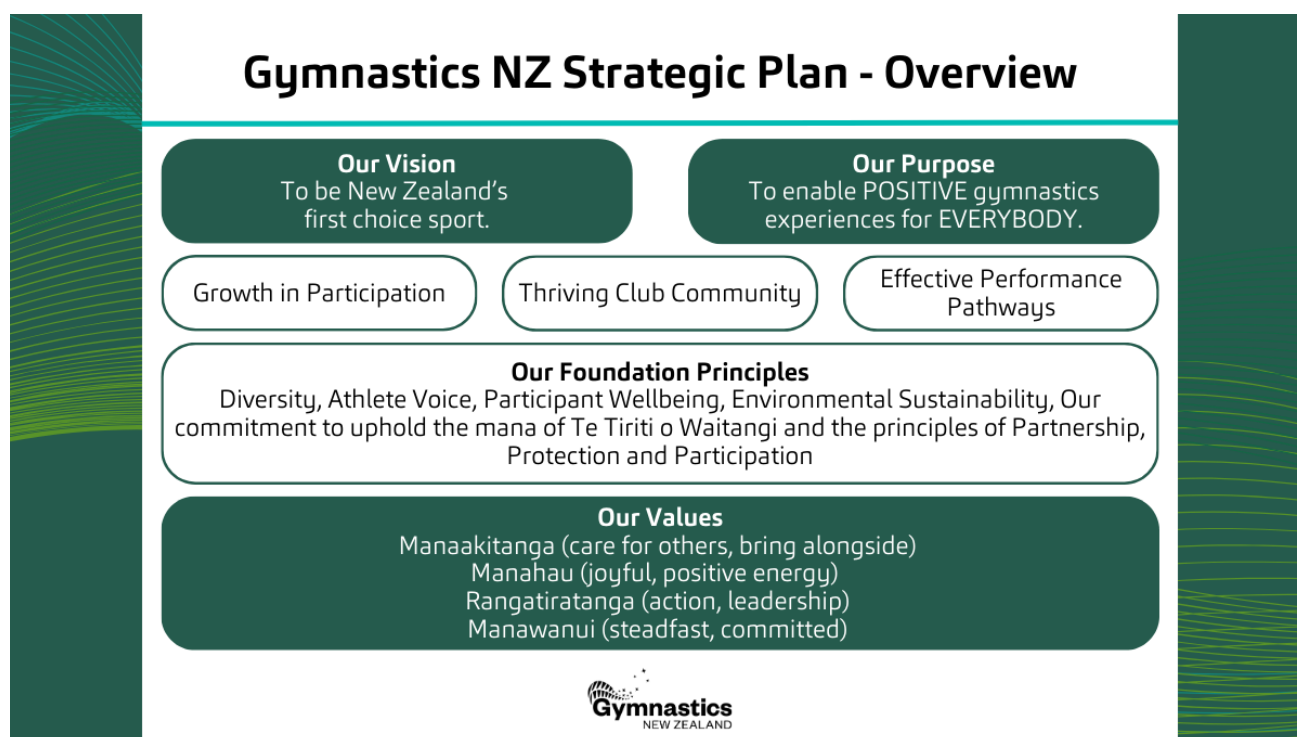 Gymnastics NZ Strategic Plan - Overview
Our Vision
To be New Zealand's
first choice sport.
Our Purpose
To enable POSITIVE gymnastics
experiences for EVERYBODY.
Growth in Participation
Thriving Club Community
Effective Performance
Pathways
Our Foundation Principles
Diversity, Athlete Voice, Participant Wellbeing, Environmental Sustainability, Our
commitment to uphold the mana of Te Tiriti o Waitangi and the principles of Partnership,
Protection and Participation
Our Values
Manaakitanga (care for others, bring alongside)
Manahau (joyful, positive energy)
Rangatiratanga (action, leadership)
Manawanui (steadfast, committed)
Gymnastics
NEW ZEALAND